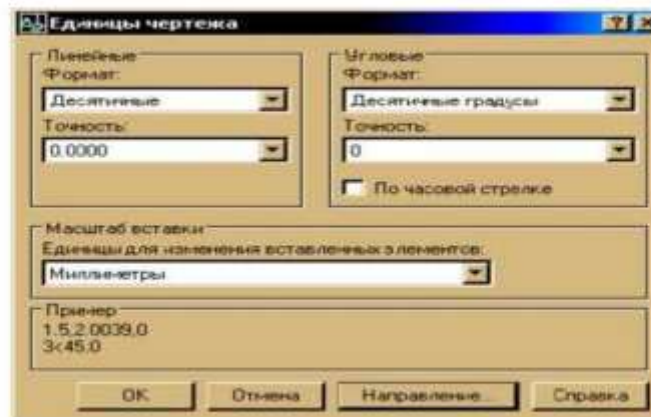 Единицы чертежа
Линейные
Формат:
Десятичные
Точность:
0.0000
Угловые
Формат:
Десятичные градусы
Точность:
0
По часовой стрелке
Масштаб вставки
Единицы для изменения вставленных элементов:
Миллиметры
Пример
1.5,2.0039,0
3<45,0
OK
Отмена
Направление...
Справка